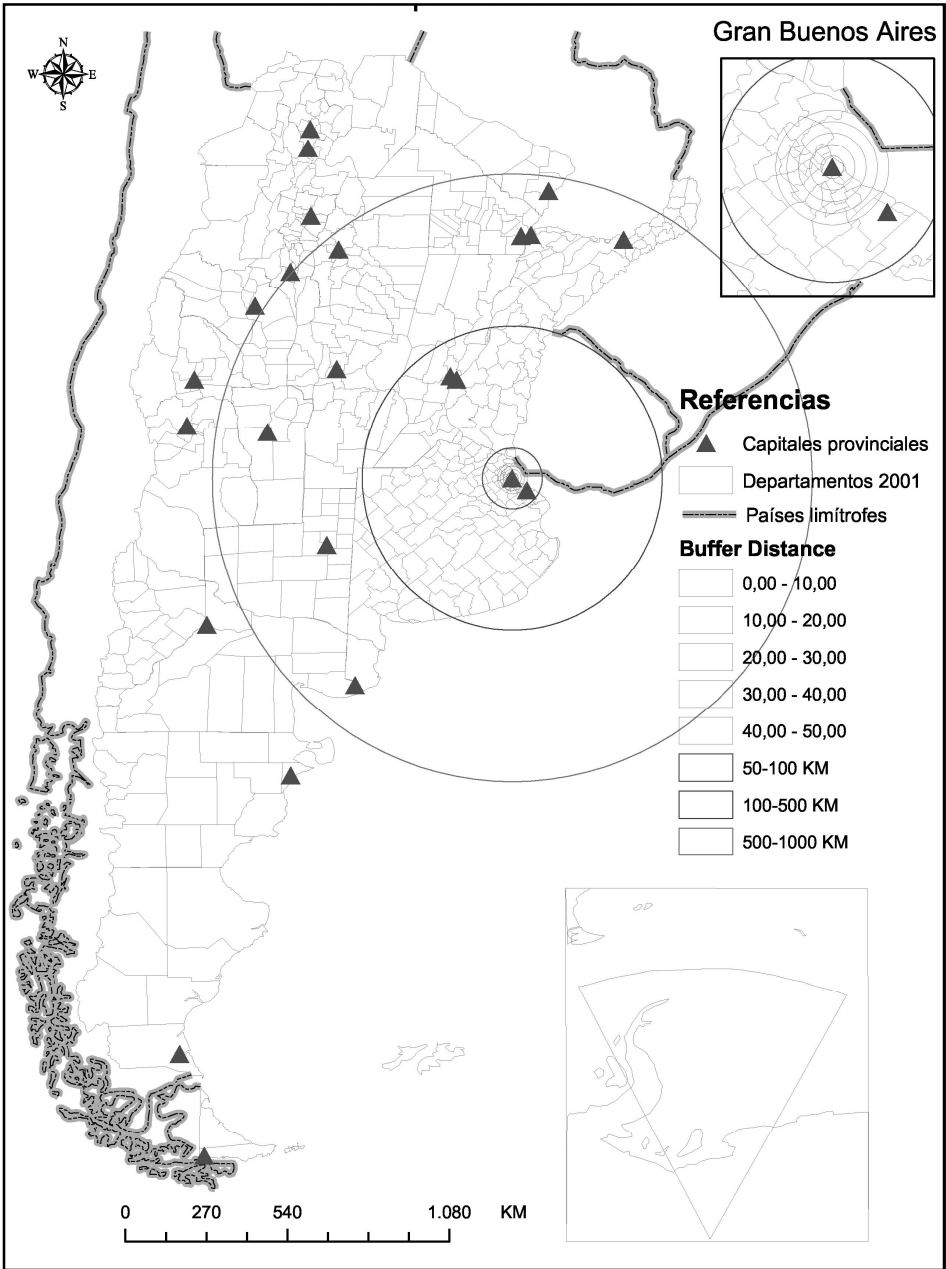 Gran Buenos Aires
N
W E
S
Referencias
Capitales provinciales
Departamentos 2001
Países limítrofes
Buffer Distance
0,00 - 10,00
10,00 - 20,00
20,00 - 30,00
30,00 - 40,00
40,00 - 50,00
50-100 KM
100-500 KM
500-1000 KM
0 270 540 1.080 KM